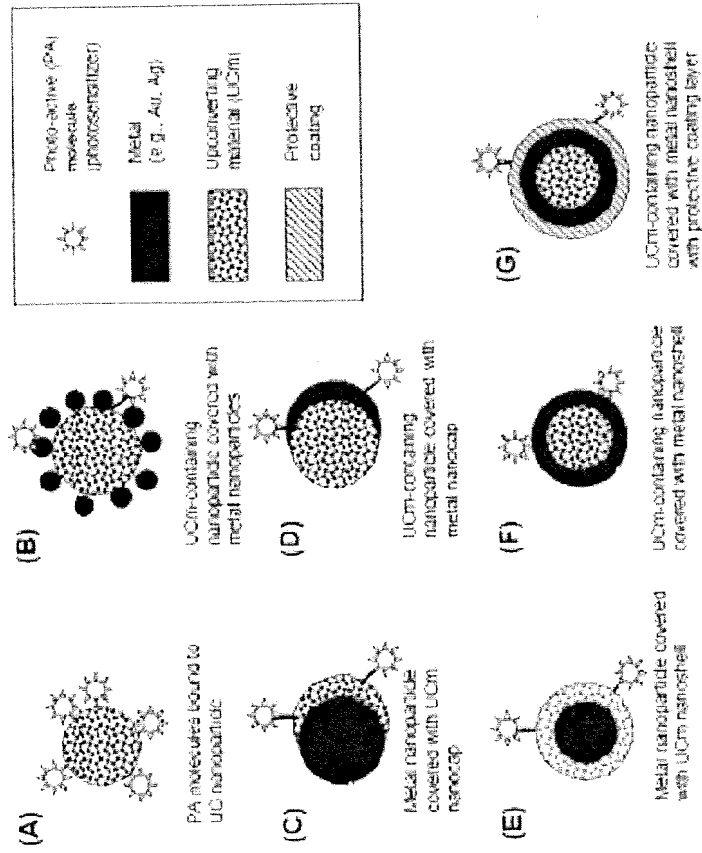 (A)
PA molecules bound to
UC nanoparticle
(B)
UCm-containing
nanoparticle covered with
metal nanoparticles
Photo-active (PA)
molecule
(photosensitizer)
Metal
(e.g., Au, Ag)
Upconverting
material (UCm)
Protective
coating
(C)
Metal nanoparticle
covered with UCm
nanocap
(D)
UCm-containing
nanoparticle covered with
metal nanocap
(E)
Metal nanoparticle covered
with UCm nanoshell
(F)
UCm-containing nanoparticle
covered with metal nanoshell
(G)
UCm-containing nanoparticle
covered with metal nanoshell
with protective coating layer